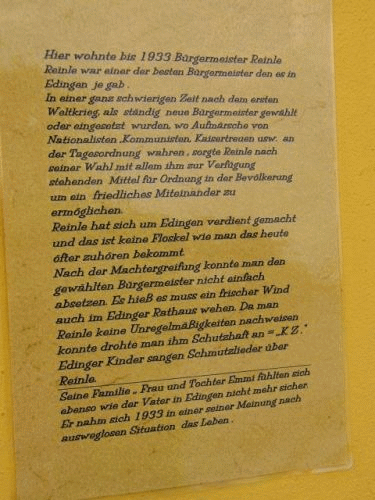 Hier wohnte bis 1933 Bürgermeister Reinle
Reinle war einer der besten Bürgermeister den es in
Edingen je gab .
In einer ganz schwierigen Zeit nach dem ersten
Weltkrieg, als ständig neue Bürgermeister gewählt
oder eingesetzt wurden, wo Aufmärsche von
Nationalisten ,Kommunisten, Kaisertreuen usw. an
der Tagesordnung wahren , sorgte Reinle nach
seiner Wahl mit allem ihm zur Verfügung
stehenden Mittel für Ordnung in der Bevölkerung
um ein friedliches Miteinander zu
ermöglichen.
Reinle hat sich um Edingen verdient gemacht
und das ist keine Floskel wie man das heute
öfter zuhören bekommt.
Nach der Machtergreifung konnte man den
gewählten Bürgermeister nicht einfach
absetzen. Es hieß es muss ein frischer Wind
auch im Edinger Rathaus wehen. Da man
Reinle keine Unregelmäßigkeiten nachweisen
konnte drohte man ihm Schutzhaft an = „K Z ."
Edinger Kinder sangen Schmutzlieder über
Reinle.
Seine Familie „ Frau und Tochter Emmi fühlten sich
ebenso wie der Vater in Edingen nicht mehr sicher.
Er nahm sich 1933 in einer seiner Meinung nach
ausweglosen Situation das Leben .